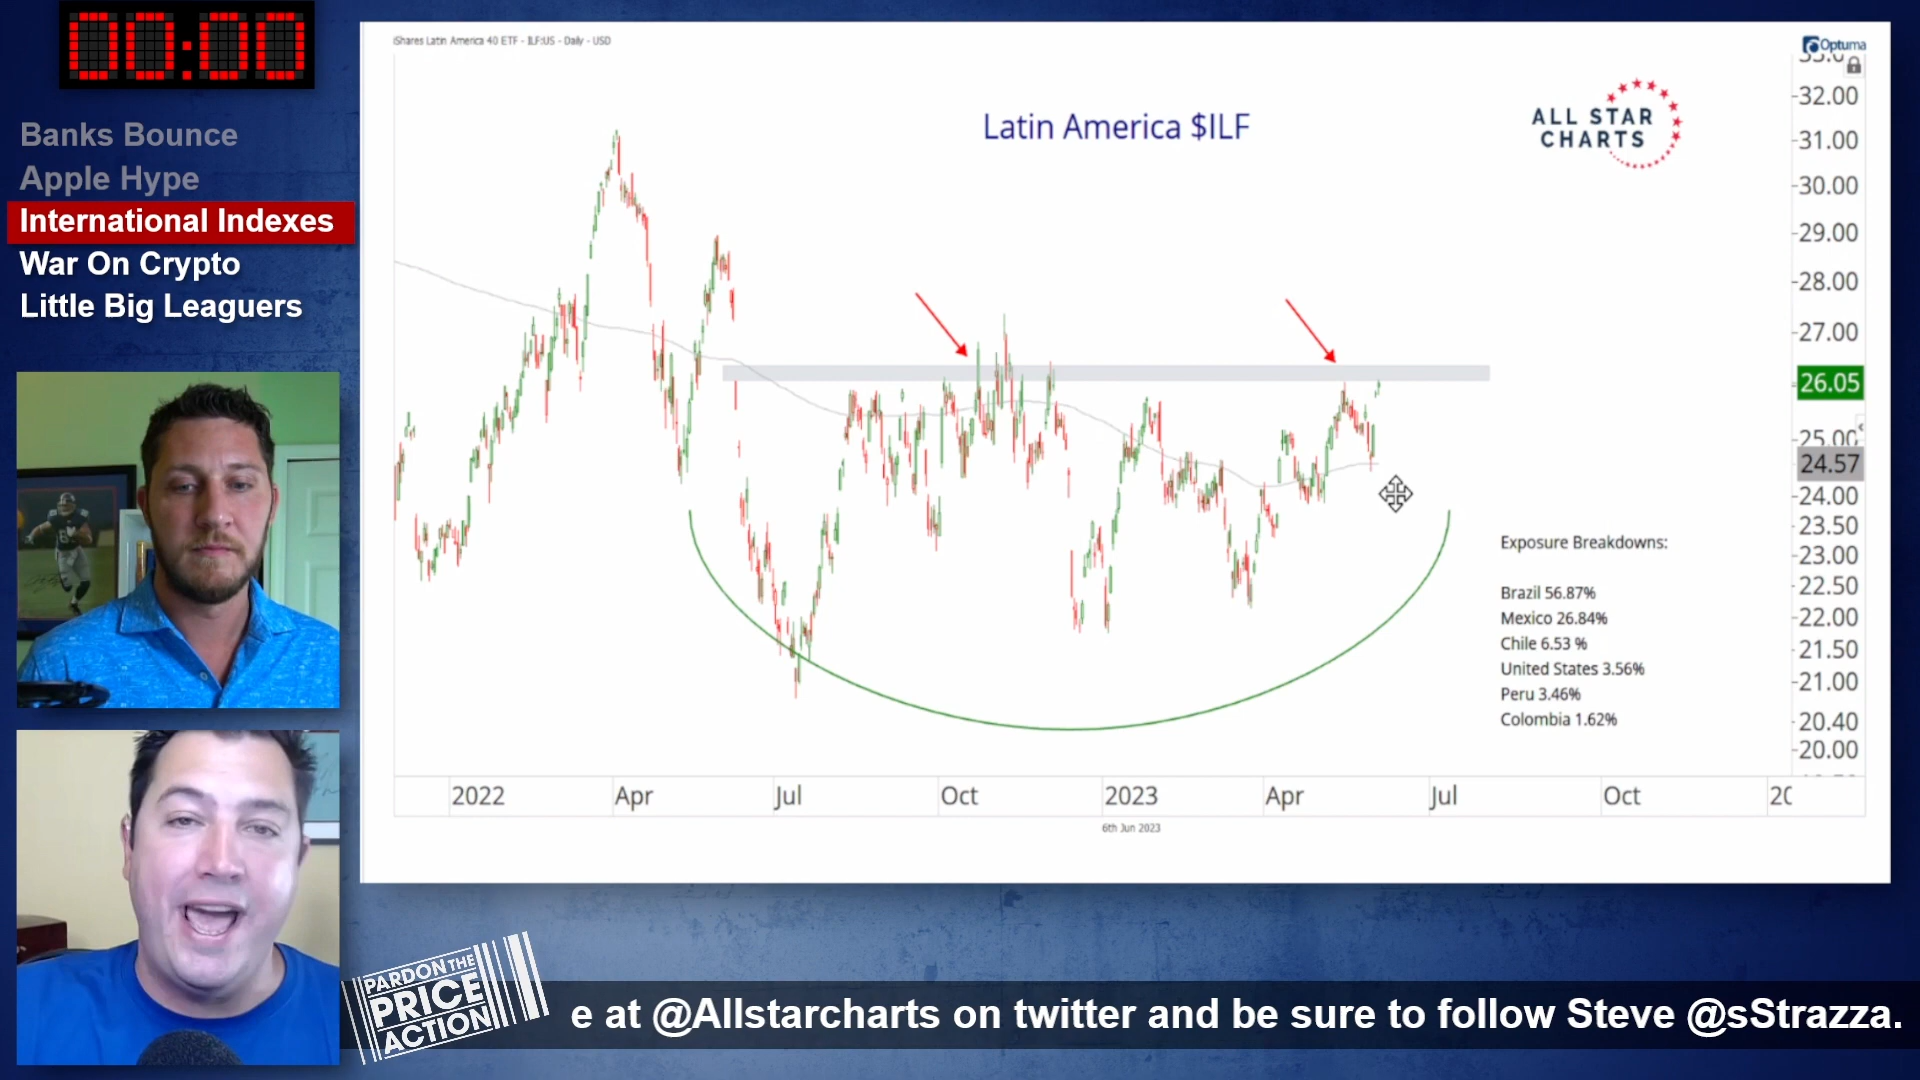 00:00
Banks Bounce
Apple Hype
International Indexes
War On Crypto
Little Big Leaguers
iShares Latin America 40 ETF - ILF:US - Daily - USD
Optuma
Latin America $ILF
ALL STAR
CHARTS
32.00
31.00
30.00
29.00
28.00
27.00
26.05
25.00
24.57
24.00
23.50
23.00
22.50
22.00
21.50
21.00
20.40
20.00
Exposure Breakdowns:
Brazil 56.87%
Mexico 26.84%
Chile 6.53 %
United States 3.56%
Peru 3.46%
Colombia 1.62%
2022 Apr Jul Oct 2023 Apr Jul Oct 20
6th Jun 2023
PARDON THE
PRICE
ACTION
e at @Allstarcharts on twitter and be sure to follow Steve @sStrazza.